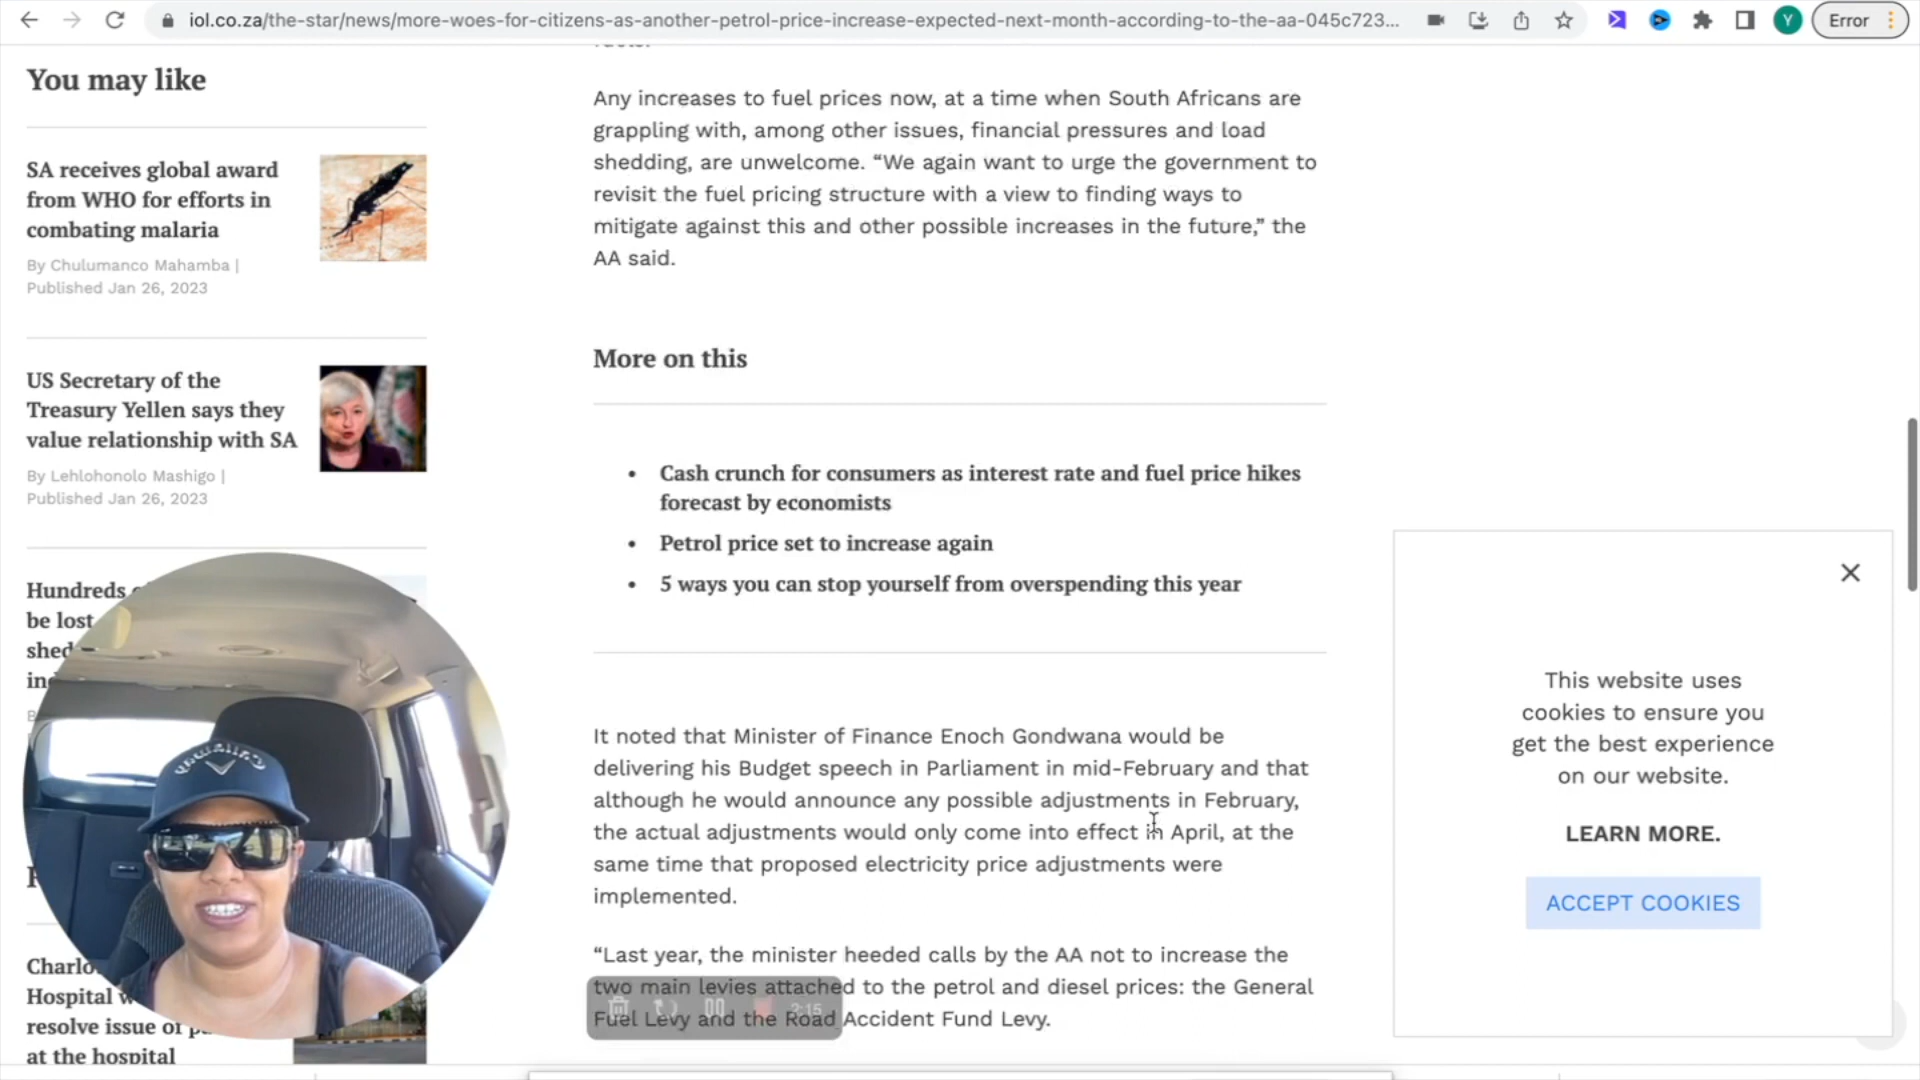 iol.co.za/the-star/news/more-woes-for-citizens-as-another-petrol-price-increase-expected-next-month-according-to-the-aa-045c723...
Y
Error
You may like
SA receives global award
from WHO for efforts in
combating malaria
By Chulumanco Mahamba |
Published Jan 26, 2023
US Secretary of the
Treasury Yellen says they
value relationship with SA
By Lehlohonolo Mashigo |
Published Jan 26, 2023
Hundreds
be lost
shed
in
B
Charlo
Hospital w
resolve issue of p
at the hospital
Any increases to fuel prices now, at a time when South Africans are
grappling with, among other issues, financial pressures and load
shedding, are unwelcome. “We again want to urge the government to
revisit the fuel pricing structure with a view to finding ways to
mitigate against this and other possible increases in the future,” the
AA said.
More on this
• Cash crunch for consumers as interest rate and fuel price hikes
forecast by economists
• Petrol price set to increase again
• 5 ways you can stop yourself from overspending this year
It noted that Minister of Finance Enoch Gondwana would be
delivering his Budget speech in Parliament in mid-February and that
although he would announce any possible adjustments in February,
the actual adjustments would only come into effect in April, at the
same time that proposed electricity price adjustments were
implemented.
“Last year, the minister heeded calls by the AA not to increase the
two main levies attached to the petrol and diesel prices: the General
Fuel Levy and the Road Accident Fund Levy.
2:15
This website uses
cookies to ensure you
get the best experience
on our website.
LEARN MORE.
ACCEPT COOKIES